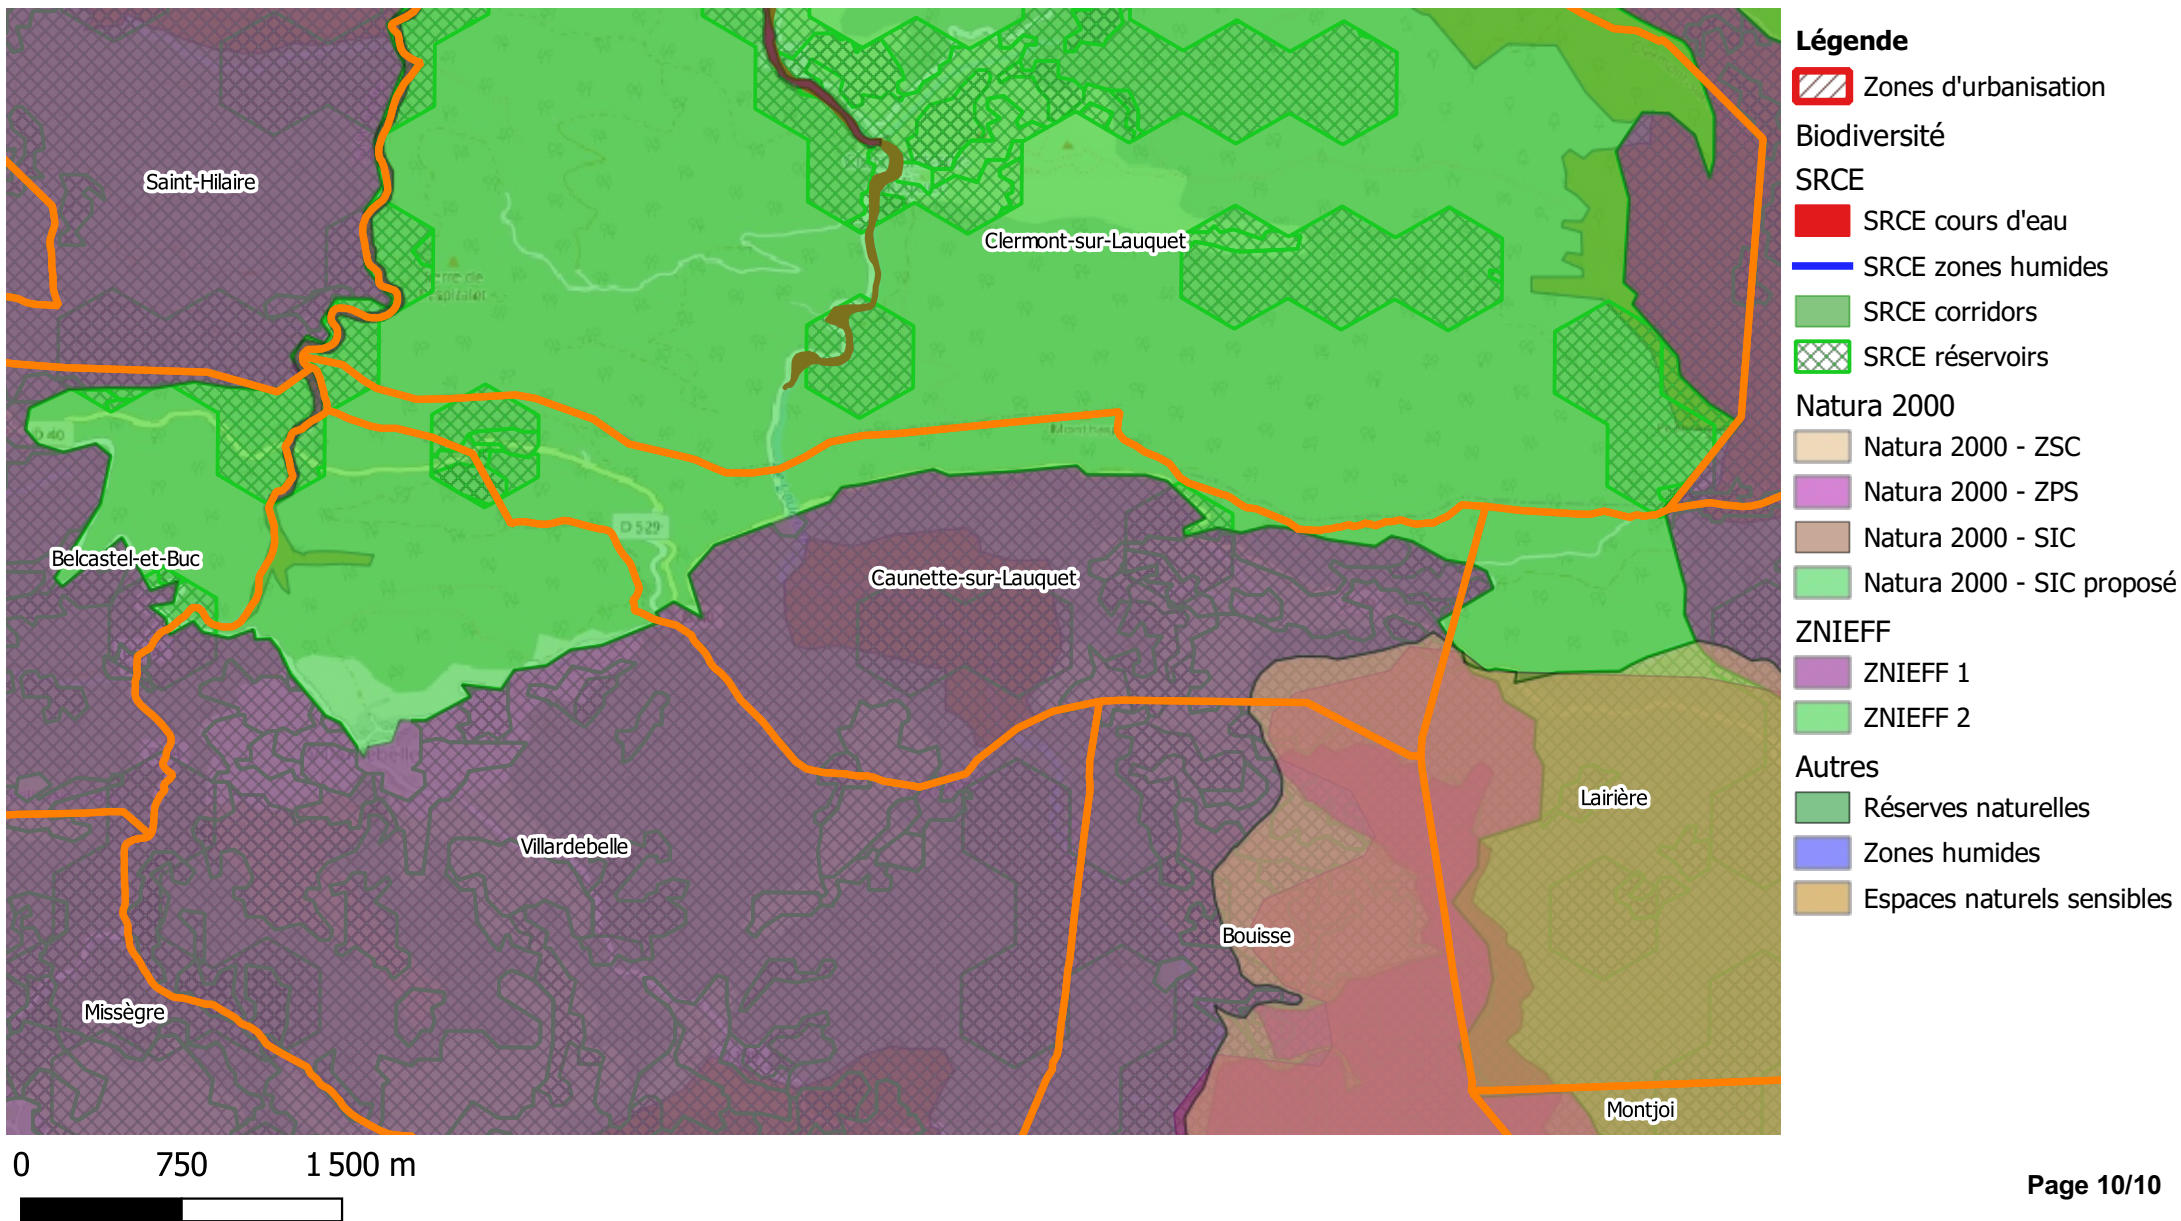 Légende
Zones d'urbanisation
Biodiversité
SRCE
SRCE cours d'eau
SRCE zones humides
SRCE corridors
SRCE réservoirs
Natura 2000
Natura 2000 - ZSC
Natura 2000 - ZPS
Natura 2000 - SIC
Natura 2000 - SIC proposé
ZNIEFF
ZNIEFF 1
ZNIEFF 2
Autres
Réserves naturelles
Zones humides
Espaces naturels sensibles
Saint-Hilaire
Clermont-sur-Lauquet
D 40
D 529
Belcastel-et-Buc
Caunette-sur-Lauquet
Lairière
Villardebelle
Bouisse
Missègre
Montjoi
0 750 1 500 m
Page 10/10